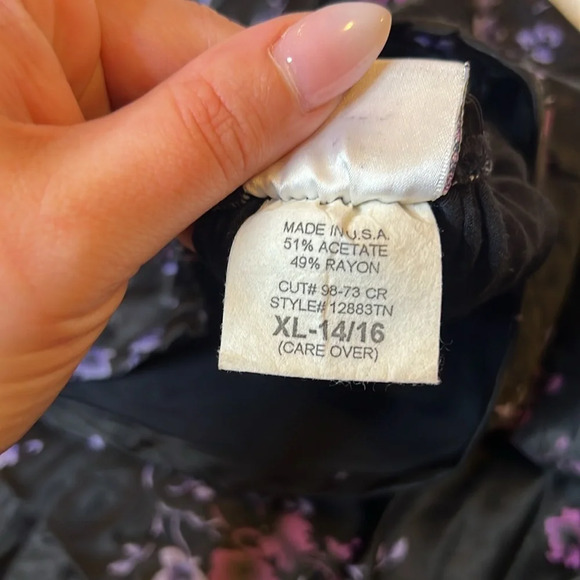 MADE IN U.S.A.
51% ACETATE
49% RAYON
CUT# 98-73 CR
STYLE# 12883TN
XL-14/16
(CARE OVER)